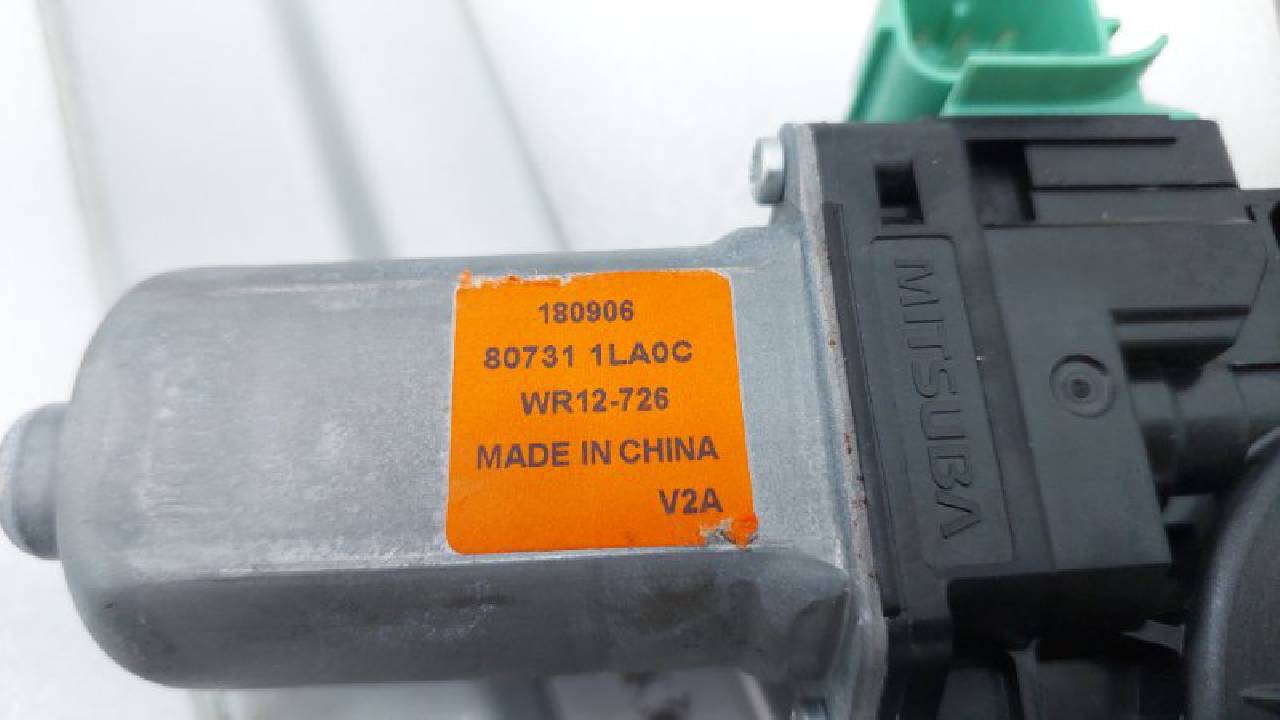 180906
80731 1LA0C
WR12-726
MADE IN CHINA
V2A
MITSUBA